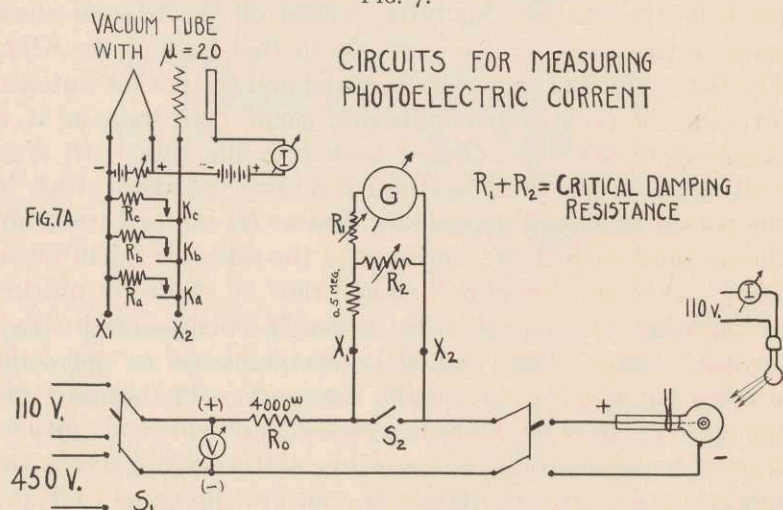 FIG. 7.
VACUUM TUBE
WITH μ = 20
CIRCUITS FOR MEASURING
PHOTOELECTRIC CURRENT
I
+
- +
G
R₁+R₂ = CRITICAL DAMPING
RESISTANCE
FIG.7A
Rc
Kc
Rb
Kb
Ra
Ka
R₁
R₂
0.5 MEG.
I
110 V.
X₁ X₂
X₁ X₂
110 V.
(+)
4000ω
R₀
S₂
+
V
-
450 V.
(-)
S₁